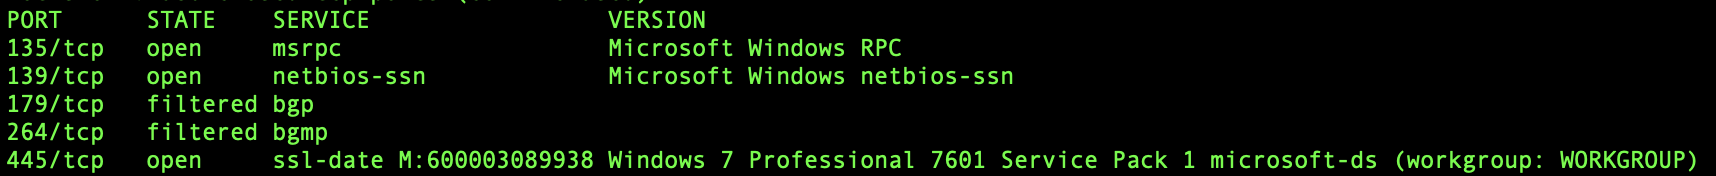 PORT STATE SERVICE VERSION
135/tcp open msrpc Microsoft Windows RPC
139/tcp open netbios-ssn Microsoft Windows netbios-ssn
179/tcp filtered bgp
264/tcp filtered bgmp
445/tcp open ssl-date M:600003089938 Windows 7 Professional 7601 Service Pack 1 microsoft-ds (workgroup: WORKGROUP)